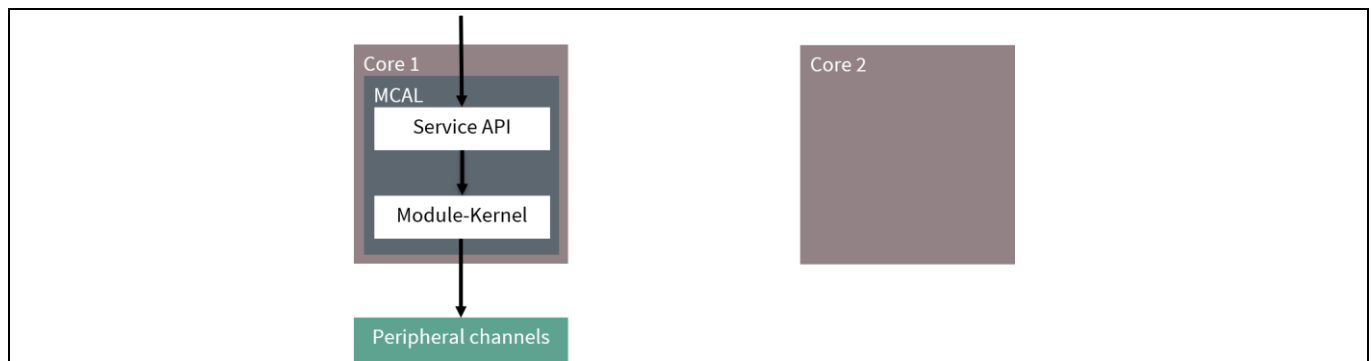 Core 1
Core 2
MCAL
Service API
Module-Kernel
Peripheral channels